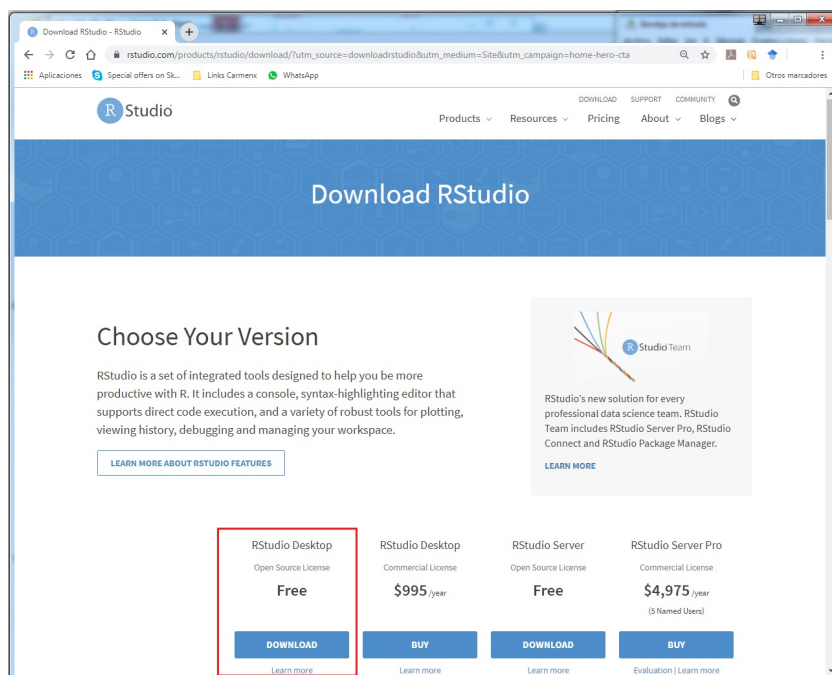 Download RStudio - RStudio
rstudio.com/products/rstudio/download/?utm_source=downloadrstudio&utm_medium=Site&utm_campaign=home-hero-cta
Aplicaciones Special offers on Sk... Links Carmenx WhatsApp Otros marcadores
DOWNLOAD SUPPORT COMMUNITY
R Studio
Products Resources Pricing About Blogs
Download RStudio
Choose Your Version
RStudio is a set of integrated tools designed to help you be more
productive with R. It includes a console, syntax-highlighting editor that
supports direct code execution, and a variety of robust tools for plotting,
viewing history, debugging and managing your workspace.
LEARN MORE ABOUT RSTUDIO FEATURES
R Studio Team
RStudio's new solution for every
professional data science team. RStudio
Team includes RStudio Server Pro, RStudio
Connect and RStudio Package Manager.
LEARN MORE
RStudio Desktop RStudio Desktop RStudio Server RStudio Server Pro
Open Source License Commercial License Open Source License Commercial License
Free $995 /year Free $4,975 /year
(5 Named Users)
DOWNLOAD BUY DOWNLOAD BUY
Learn more Learn more Learn more Evaluation | Learn more